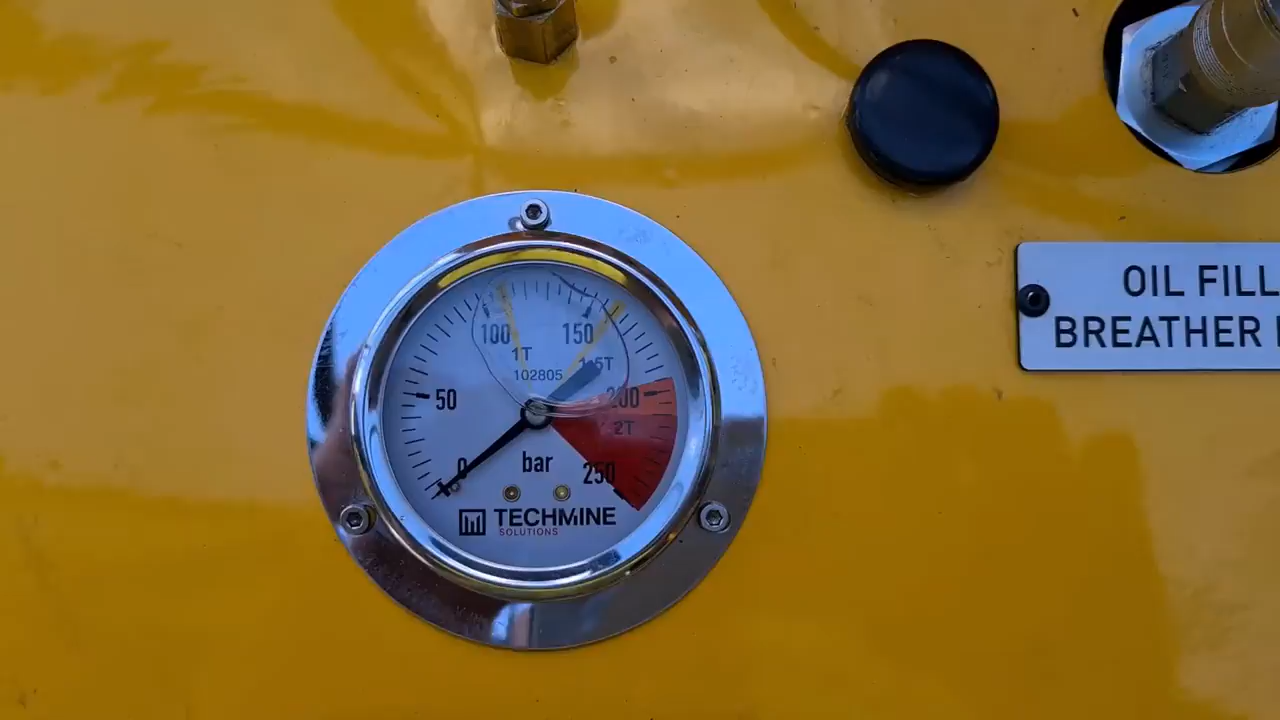 100 150
1T
1.5T
102805
50
200
2T
0
bar
250
TECHMINE
SOLUTIONS
OIL FILL
BREATHER